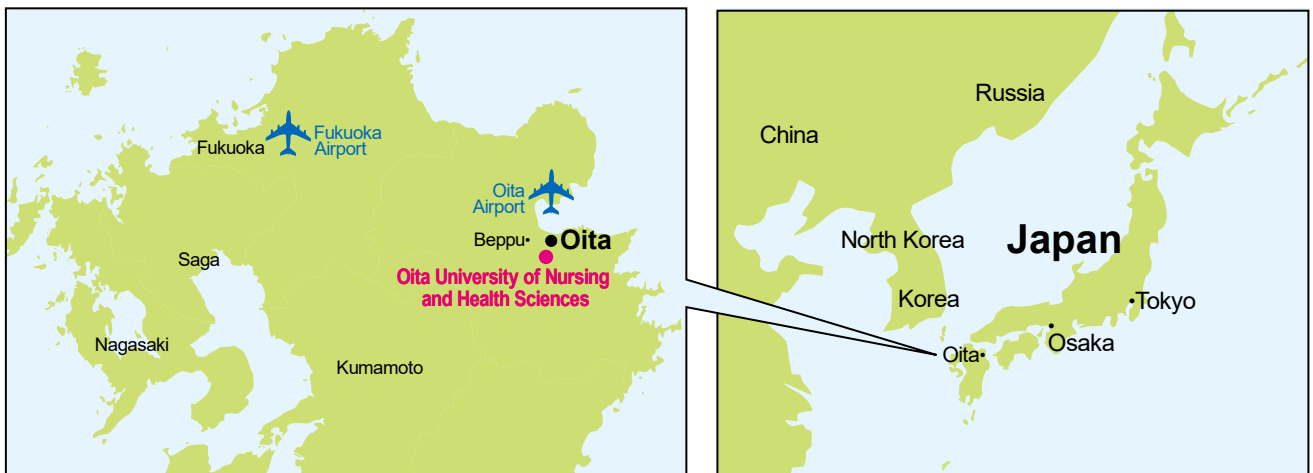 Fukuoka
Fukuoka
Airport
Oita
Airport
Beppu
Oita
Oita University of Nursing
and Health Sciences
Saga
Nagasaki
Kumamoto
Russia
China
North Korea
Japan
Korea
Tokyo
Osaka
Oita